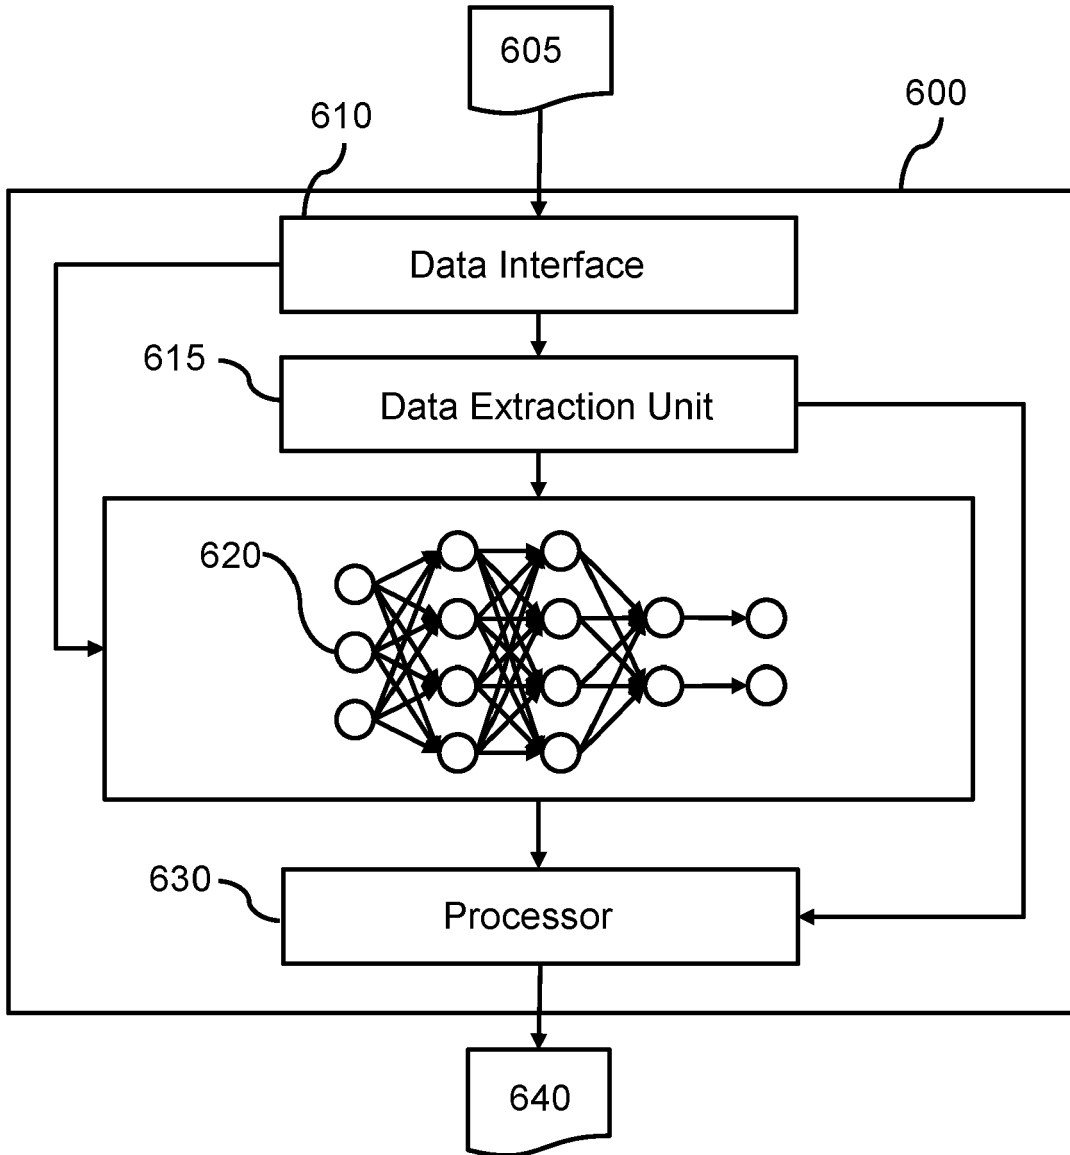 605
600
610
Data Interface
615
Data Extraction Unit
620
630
Processor
640